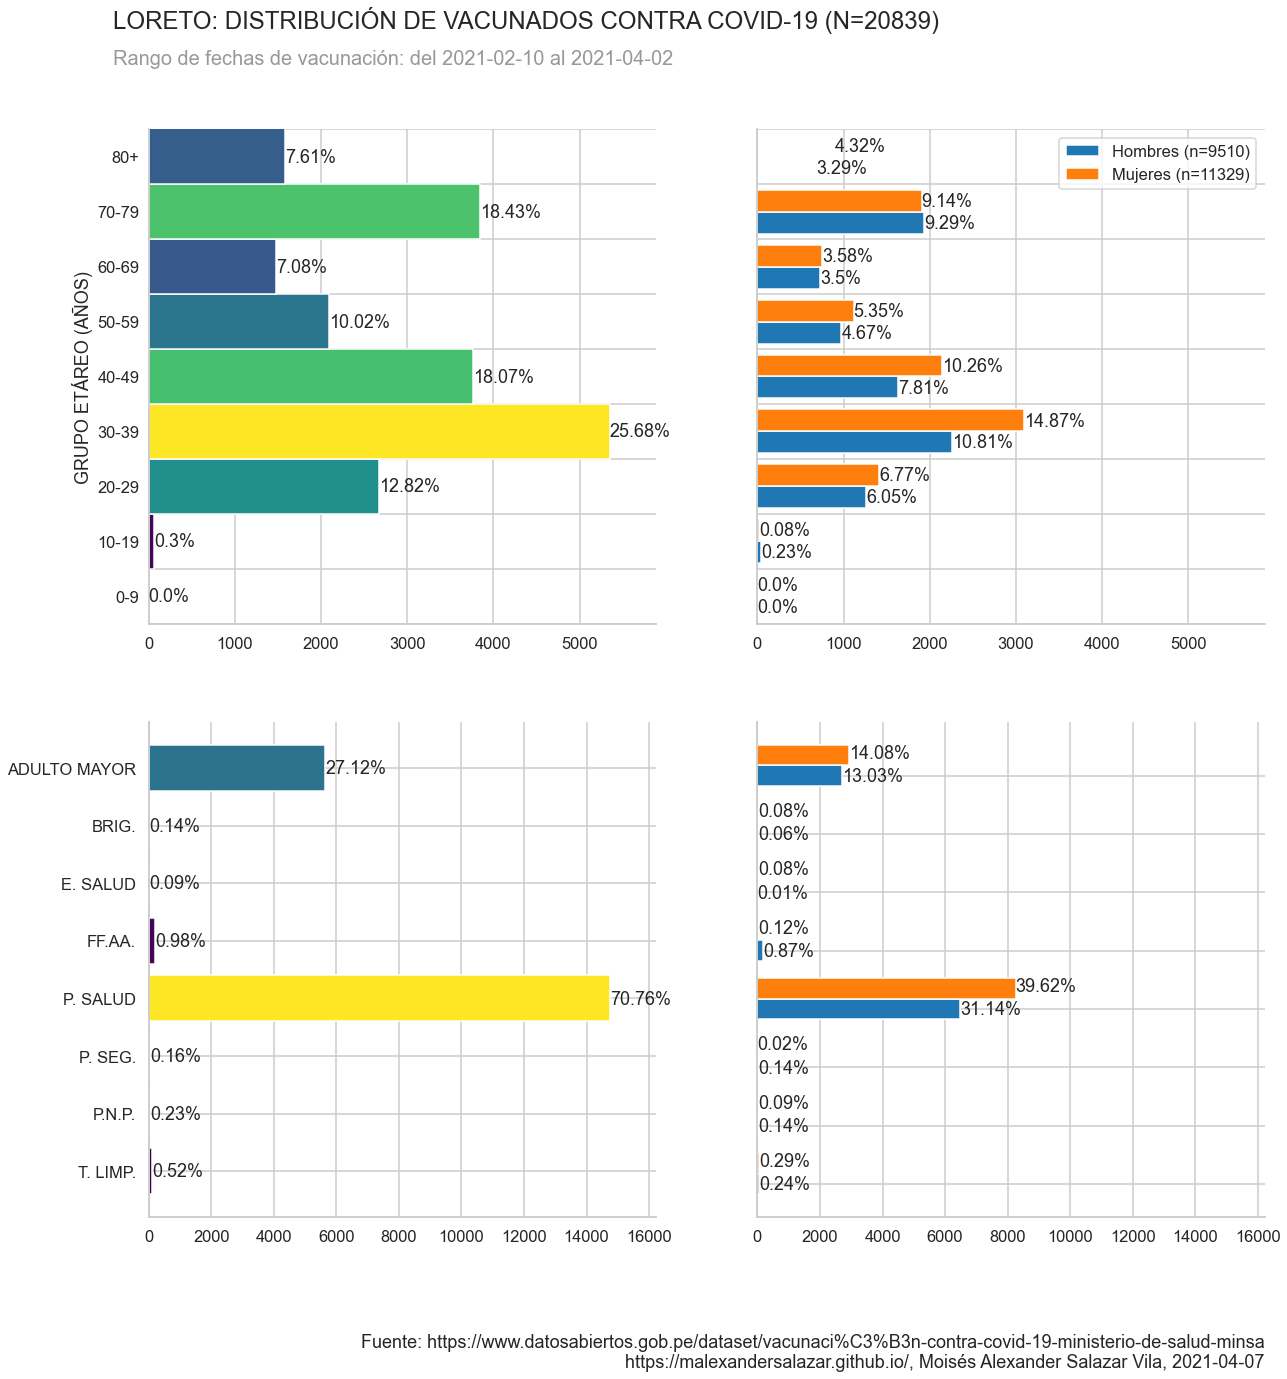 LORETO: DISTRIBUCIÓN DE VACUNADOS CONTRA COVID-19 (N=20839)
Rango de fechas de vacunación: del 2021-02-10 al 2021-04-02
GRUPO ETÁREO (AÑOS)
80+ 7.61%
70-79 18.43%
60-69 7.08%
50-59 10.02%
40-49 18.07%
30-39 25.68%
20-29 12.82%
10-19 0.3%
0-9 0.0%
0 1000 2000 3000 4000 5000
Hombres (n=9510)
Mujeres (n=11329)
4.32%
3.29%
9.14%
9.29%
3.58%
3.5%
5.35%
4.67%
10.26%
7.81%
14.87%
10.81%
6.77%
6.05%
0.08%
0.23%
0.0%
0.0%
0 1000 2000 3000 4000 5000
ADULTO MAYOR 27.12%
BRIG. 0.14%
E. SALUD 0.09%
FF.AA. 0.98%
P. SALUD 70.76%
P. SEG. 0.16%
P.N.P. 0.23%
T. LIMP. 0.52%
0 2000 4000 6000 8000 10000 12000 14000 16000
14.08%
13.03%
0.08%
0.06%
0.08%
0.01%
0.12%
0.87%
39.62%
31.14%
0.02%
0.14%
0.09%
0.14%
0.29%
0.24%
0 2000 4000 6000 8000 10000 12000 14000 16000
Fuente: https://www.datosabiertos.gob.pe/dataset/vacunaci%C3%B3n-contra-covid-19-ministerio-de-salud-minsa
https://malexandersalazar.github.io/, Moisés Alexander Salazar Vila, 2021-04-07